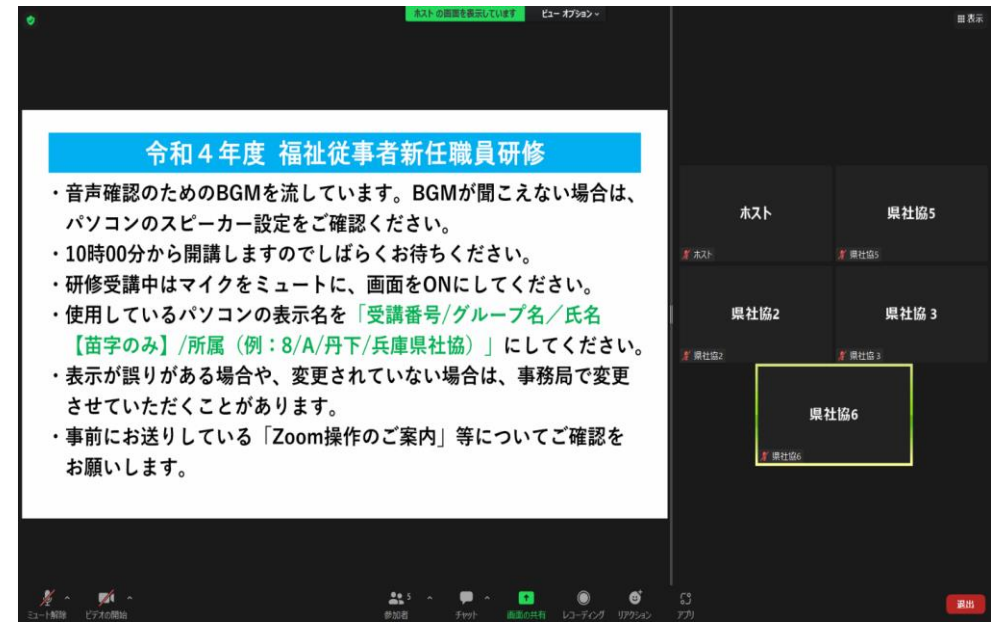 ホスト の画面を表示しています
ビュー オプション
表示
令和４年度 福祉従事者新任職員研修
・音声確認のためのBGMを流しています。BGMが聞こえない場合は、
パソコンのスピーカー設定をご確認ください。
・10時00分から開講しますのでしばらくお待ちください。
・研修受講中はマイクをミュートに、画面をONにしてください。
・使用しているパソコンの表示名を「受講番号/グループ名／氏名
【苗字のみ】/所属（例：8/A/丹下/兵庫県社協）」にしてください。
・表示が誤りがある場合や、変更されていない場合は、事務局で変更
させていただくことがあります。
・事前にお送りしている「Zoom操作のご案内」等についてご確認を
お願いします。
ホスト
ホスト
県社協5
県社協5
県社協2
県社協2
県社協 3
県社協 3
県社協6
県社協6
ミュート解除
ビデオの開始
5
参加者
チャット
画面の共有
レコーディング
リアクション
アプリ
退出